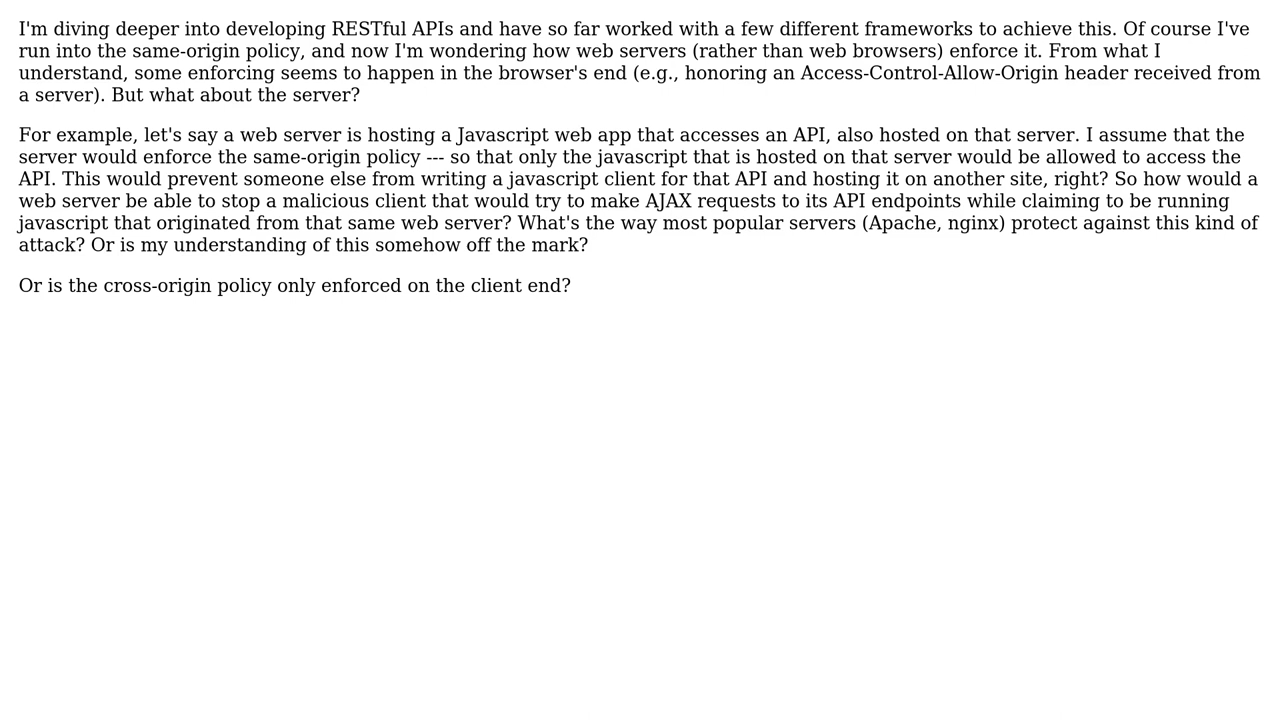 I'm diving deeper into developing RESTful APIs and have so far worked with a few different frameworks to achieve this. Of course I've
run into the same-origin policy, and now I'm wondering how web servers (rather than web browsers) enforce it. From what I
understand, some enforcing seems to happen in the browser's end (e.g., honoring an Access-Control-Allow-Origin header received from
a server). But what about the server?
For example, let's say a web server is hosting a Javascript web app that accesses an API, also hosted on that server. I assume that the
server would enforce the same-origin policy --- so that only the javascript that is hosted on that server would be allowed to access the
API. This would prevent someone else from writing a javascript client for that API and hosting it on another site, right? So how would a
web server be able to stop a malicious client that would try to make AJAX requests to its API endpoints while claiming to be running
javascript that originated from that same web server? What's the way most popular servers (Apache, nginx) protect against this kind of
attack? Or is my understanding of this somehow off the mark?
Or is the cross-origin policy only enforced on the client end?